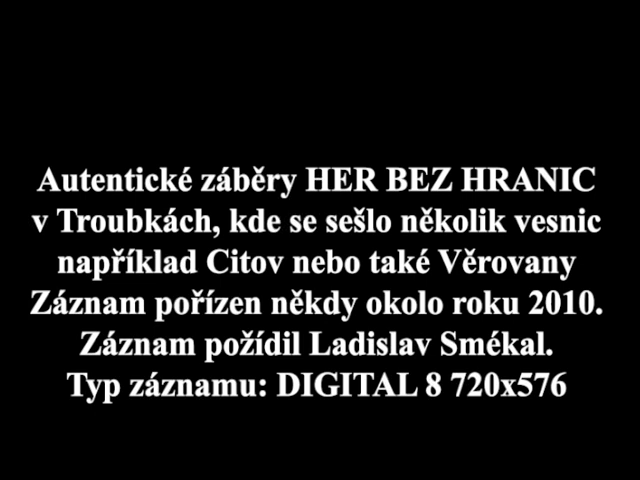 Autentické záběry HER BEZ HRANIC
v Troubkách, kde se sešlo několik vesnic
například Citov nebo také Věrovany
Záznam pořízen někdy okolo roku 2010.
Záznam požídil Ladislav Smékal.
Typ záznamu: DIGITAL 8 720x576